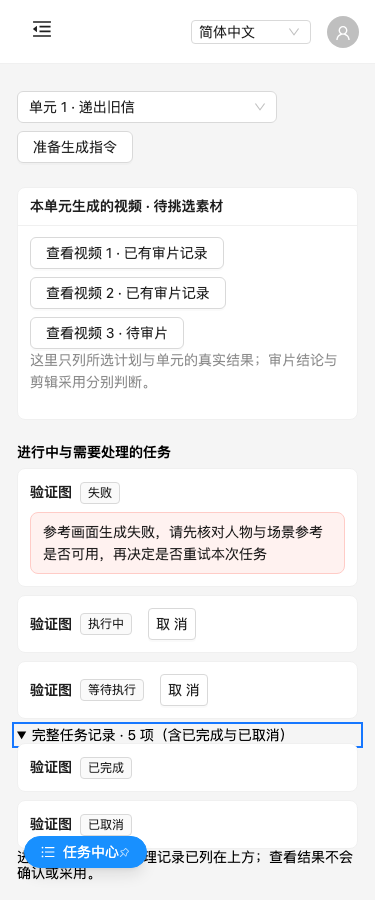 简体中文
单元 1 · 递出旧信
准备生成指令
本单元生成的视频 · 待挑选素材
查看视频 1 · 已有审片记录
查看视频 2 · 已有审片记录
查看视频 3 · 待审片
这里只列所选计划与单元的真实结果；审片结论与
剪辑采用分别判断。
进行中与需要处理的任务
验证图 失败
参考画面生成失败，请先核对人物与场景参考
是否可用，再决定是否重试本次任务
验证图 执行中 取 消
验证图 等待执行 取 消
▼ 完整任务记录 · 5 项（含已完成与已取消）
验证图 已完成
验证图 已取消
任务中心
理记录已列在上方；查看结果不会
确认或采用。